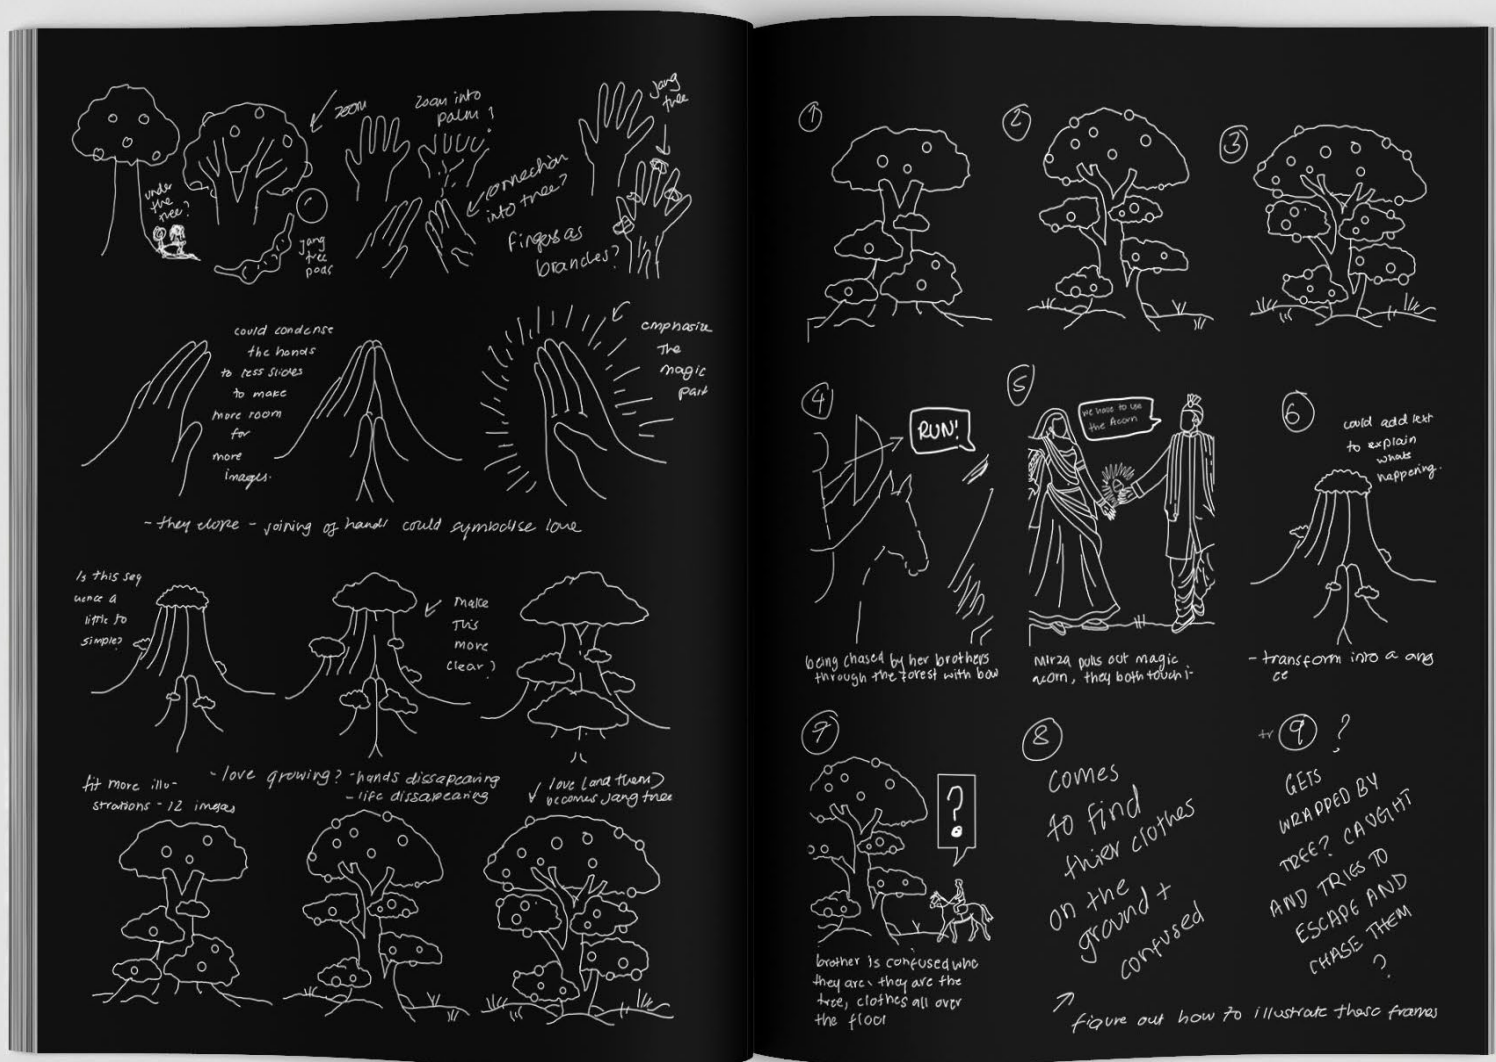 zoom
Zoom into
palm?
jang
tree
under
the
tree?
jang
tree
pods
connection
into tree?
fingers as
branches?
could condense
the hands
to less slides
to make
more room
for
more
images.
emphasize
The
magic
part
- they elope - joining of hands could symbolise love
Is this seq
uence a
little to
simple?
make
This
more
clear?
fit more illu-
strations - 12 images
- love growing? - hands dissapearing
- life dissapearing
love (and them)
becomes jang tree
1
2
3
4
RUN!
being chased by her brothers
through the forest with bow
5
we have to use
the Acorn
Mirza pulls out magic
acorn, they both touch i-
6
could add text
to explain
whats
happening.
- transform into a
7
?
brother is confused who
they are, they are the
tree, clothes all over
the floor
8
comes
to find
thier clothes
on the
ground +
confused
9 ?
GETS
WRAPPED BY
TREE? CAUGHT
AND TRIES TO
ESCAPE AND
CHASE THEM
?
figure out how to illustrate these frames